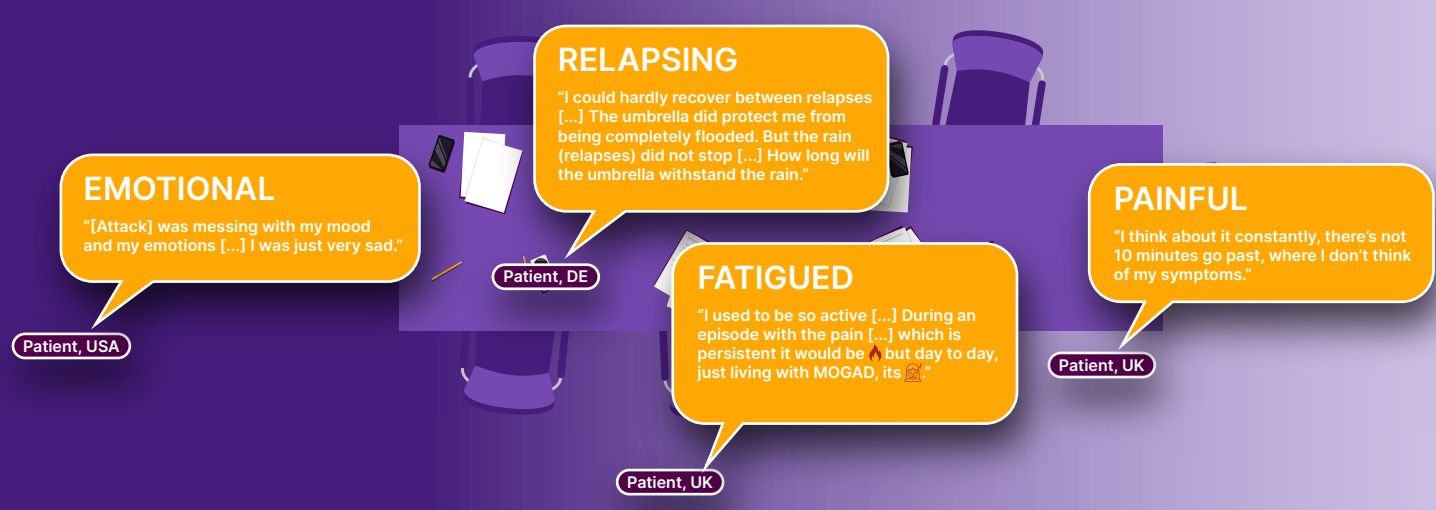 EMOTIONAL
“[Attack] was messing with my mood
and my emotions [...] I was just very sad.”
Patient, USA
RELAPSING
“I could hardly recover between relapses
[...] The umbrella did protect me from
being completely flooded. But the rain
(relapses) did not stop [...] How long will
the umbrella withstand the rain.”
Patient, DE
FATIGUED
“I used to be so active [...] During an
episode with the pain [...] which is
persistent it would be 🔥 but day to day,
just living with MOGAD, its .”
Patient, UK
PAINFUL
“I think about it constantly, there’s not
10 minutes go past, where I don’t think
of my symptoms.”
Patient, UK